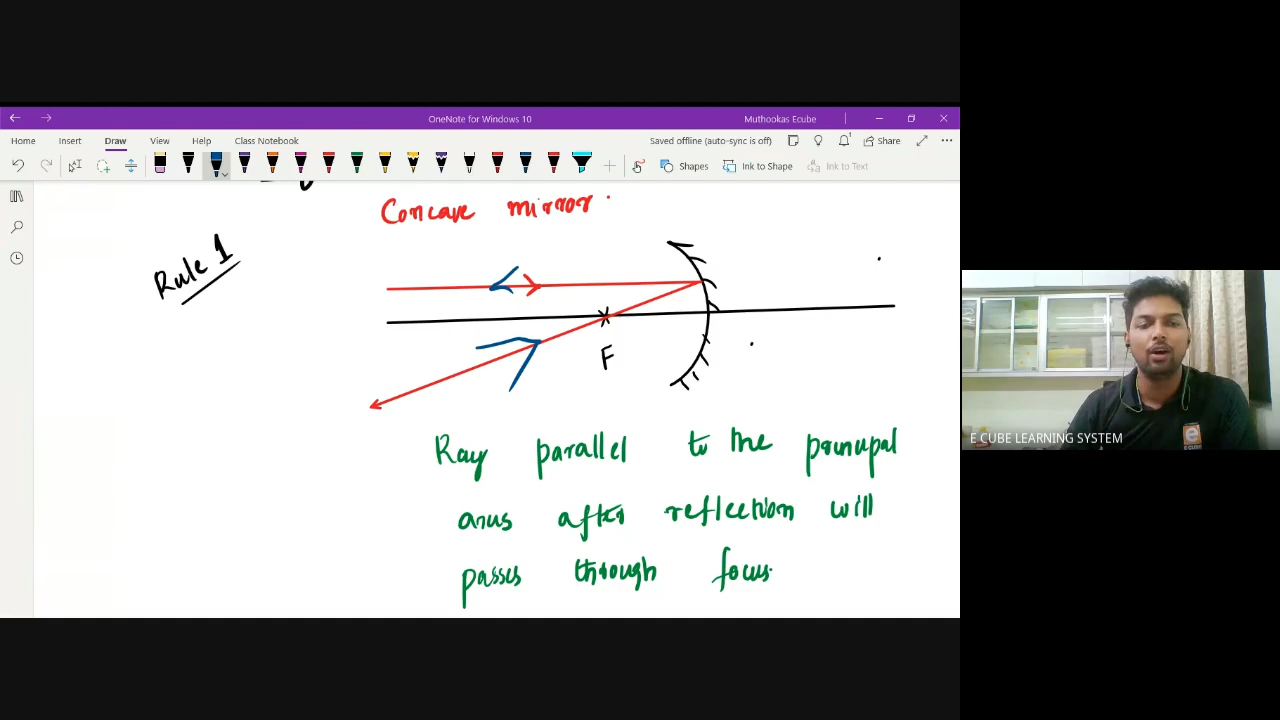 OneNote for Windows 10
Muthookas Ecube
Home Insert Draw View Help Class Notebook
Saved offline (auto-sync is off)
Share
Shapes
Ink to Shape
Ink to Text
Concave mirror.
Rule 1
F
Ray parallel to the principal
axis after reflection will
passes through focus.
E CUBE LEARNING SYSTEM
e
E CUBE